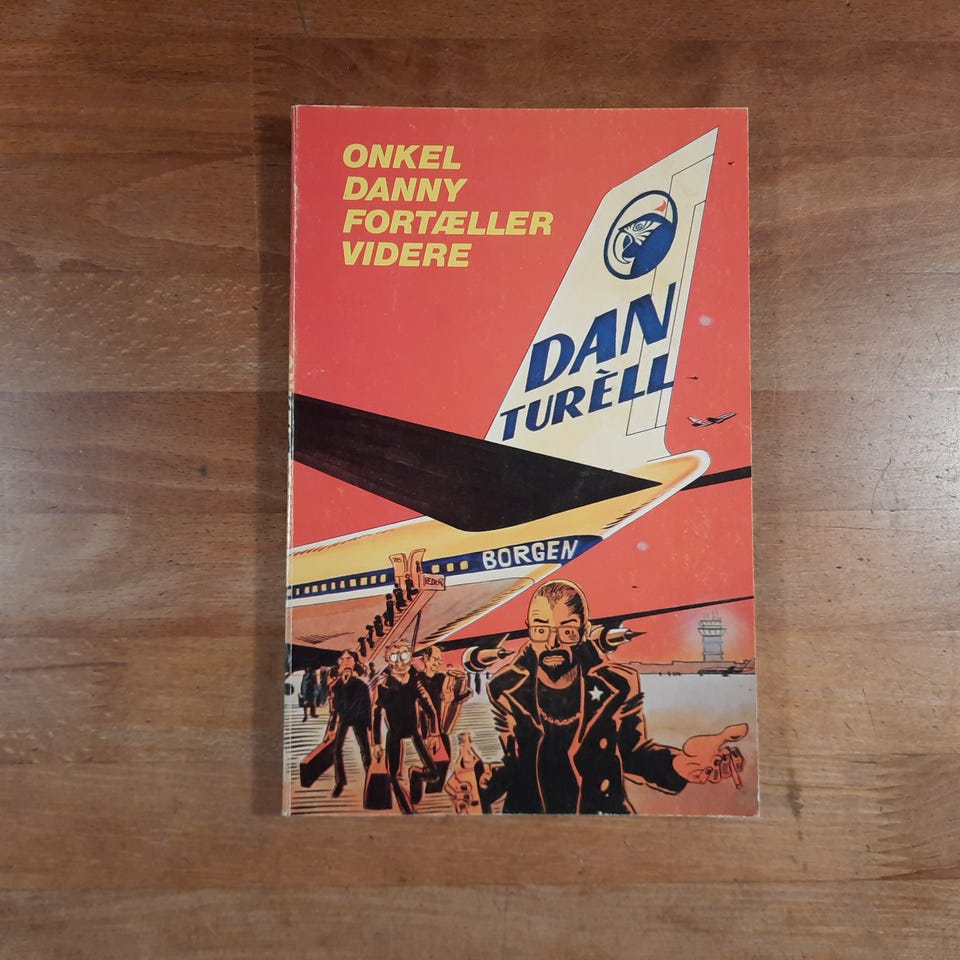 ONKEL
DANNY
FORTÆLLER
VIDERE
DAN
TURÈLL
BORGEN